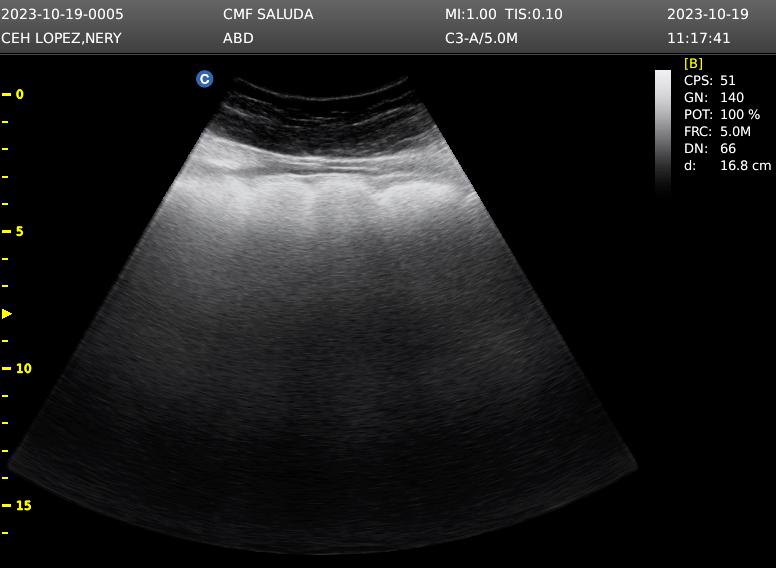 2023-10-19-0005 CMF SALUDA MI:1.00 TIS:0.10 2023-10-19
CEH LOPEZ,NERY ABD C3-A/5.0M 11:17:41
C
[B]
CPS: 51
GN: 140
POT: 100 %
FRC: 5.0M
DN: 66
d: 16.8 cm
0
5
10
15